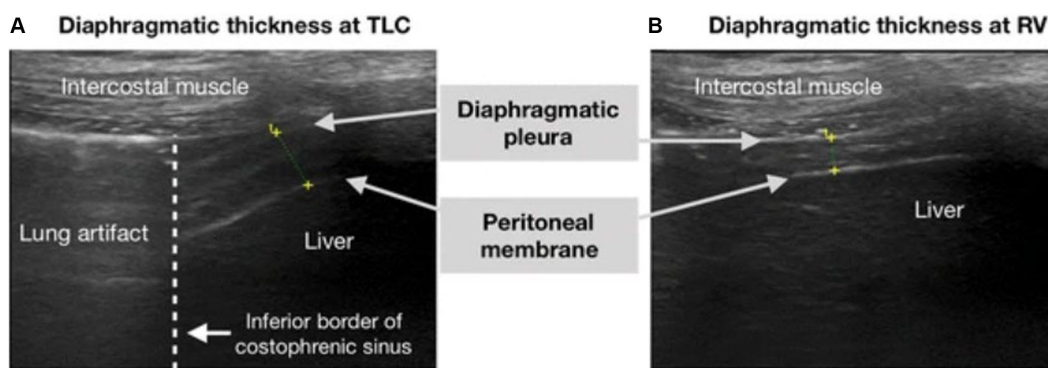 A Diaphragmatic thickness at TLC
Intercostal muscle
Lung artifact
Liver
Inferior border of
costophrenic sinus
Diaphragmatic
pleura
Peritoneal
membrane
B Diaphragmatic thickness at RV
Intercostal muscle
Liver